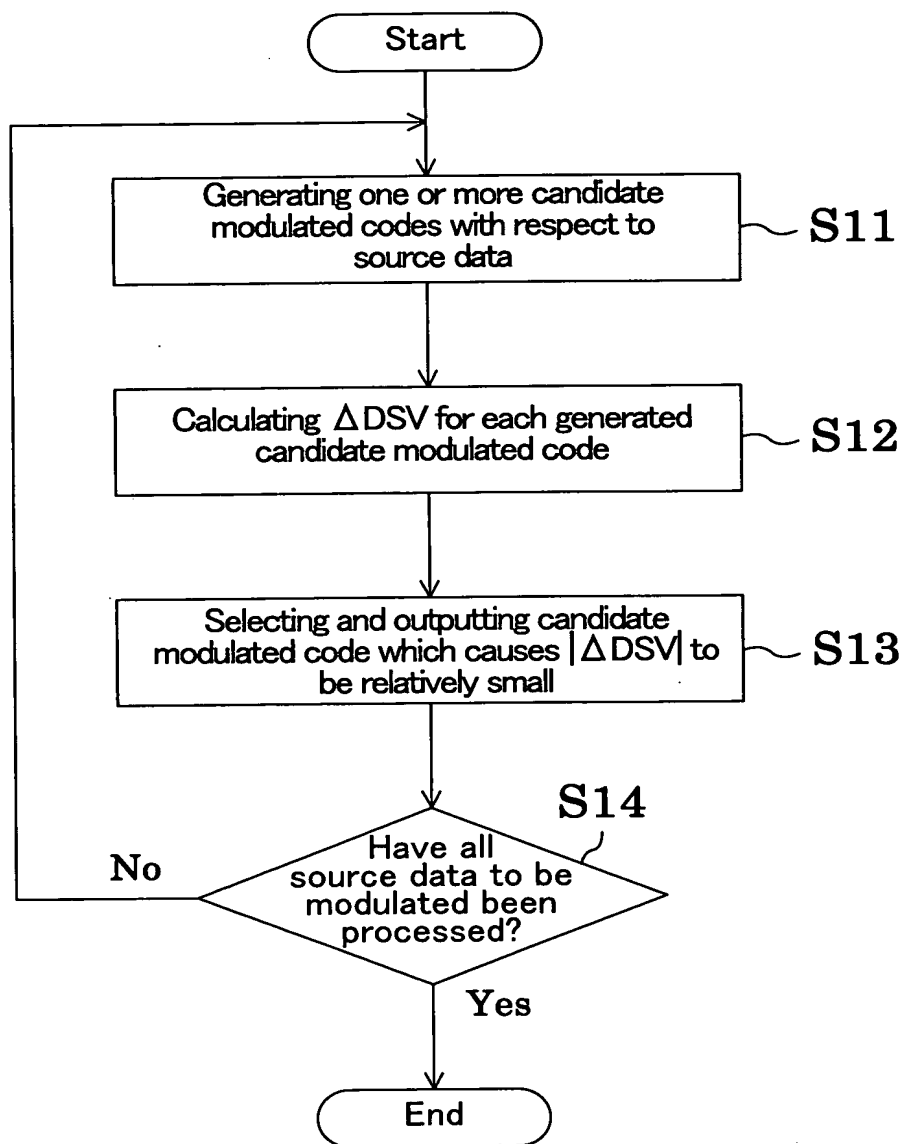 Start
Generating one or more candidate
modulated codes with respect to
source data
S11
Calculating ΔDSV for each generated
candidate modulated code
S12
Selecting and outputting candidate
modulated code which causes |ΔDSV| to
be relatively small
S13
S14
Have all
source data to be
modulated been
processed?
No
Yes
End